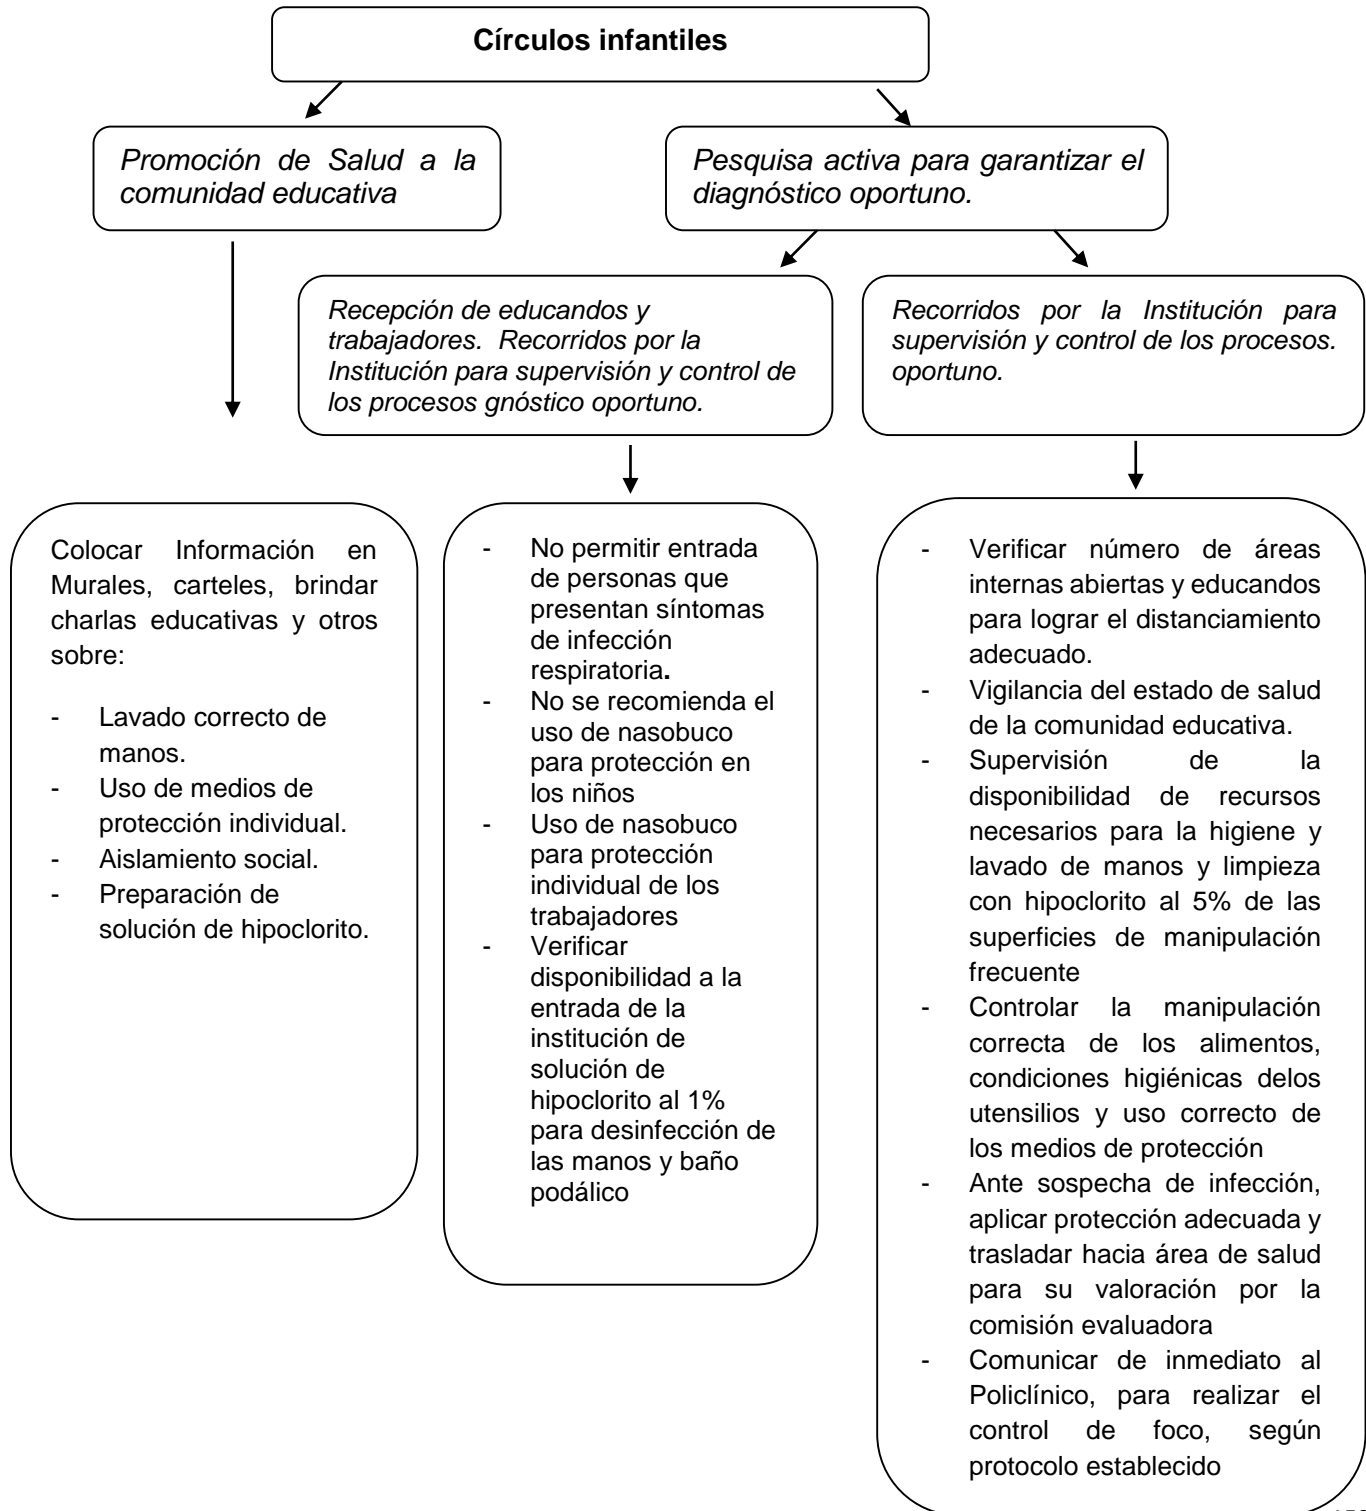 Círculos infantiles
Promoción de Salud a la
comunidad educativa
Pesquisa activa para garantizar el
diagnóstico oportuno.
Recepción de educandos y
trabajadores. Recorridos por la
Institución para supervisión y control de
los procesos gnóstico oportuno.
Recorridos por la Institución para
supervisión y control de los procesos.
oportuno.
Colocar Información en
Murales, carteles, brindar
charlas educativas y otros
sobre:
- Lavado correcto de
manos.
- Uso de medios de
protección individual.
- Aislamiento social.
- Preparación de
solución de hipoclorito.
- No permitir entrada
de personas que
presentan síntomas
de infección
respiratoria.
- No se recomienda el
uso de nasobuco
para protección en
los niños
- Uso de nasobuco
para protección
individual de los
trabajadores
- Verificar
disponibilidad a la
entrada de la
institución de
solución de
hipoclorito al 1%
para desinfección de
las manos y baño
podálico
- Verificar número de áreas
internas abiertas y educandos
para lograr el distanciamiento
adecuado.
- Vigilancia del estado de salud
de la comunidad educativa.
- Supervisión de la
disponibilidad de recursos
necesarios para la higiene y
lavado de manos y limpieza
con hipoclorito al 5% de las
superficies de manipulación
frecuente
- Controlar la manipulación
correcta de los alimentos,
condiciones higiénicas delos
utensilios y uso correcto de
los medios de protección
- Ante sospecha de infección,
aplicar protección adecuada y
trasladar hacia área de salud
para su valoración por la
comisión evaluadora
- Comunicar de inmediato al
Policlínico, para realizar el
control de foco, según
protocolo establecido